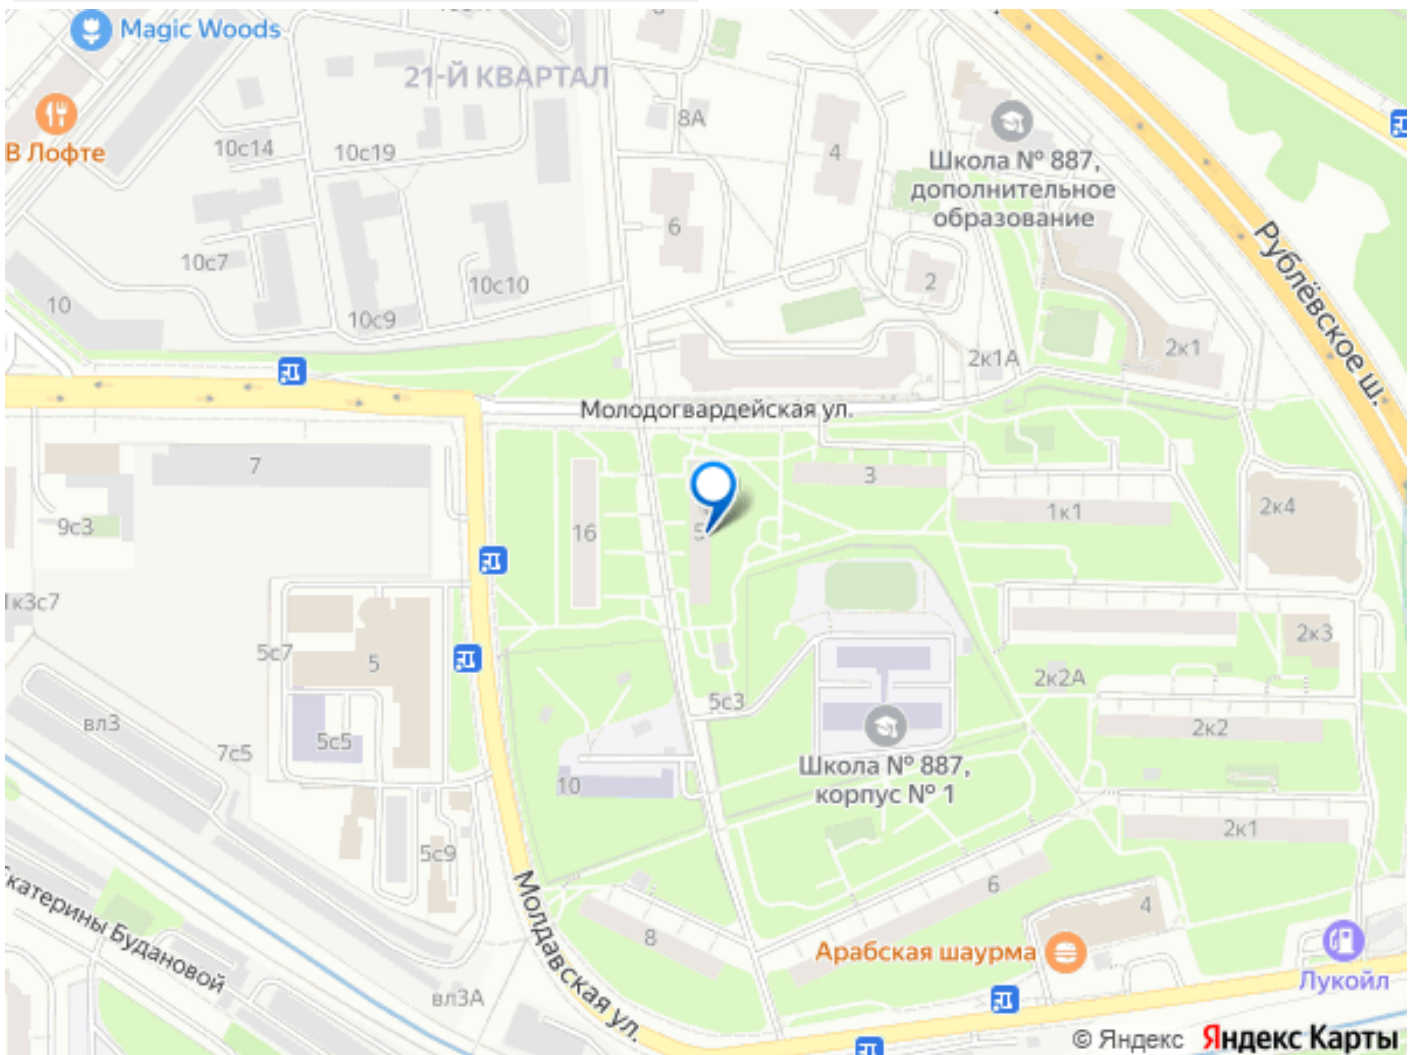 Magic Woods
21-Й КВАРТАЛ
В Лофте
10с14
10с19
8А
4
Школа № 887,
дополнительное
образование
6
10с7
10с10
2
Рублёвское ш.
10
10с9
2к1А
2к1
Молодогвардейская ул.
7
3
9с3
16
5
1к1
2к4
1к3с7
5с7
5
2к3
2к2А
5с3
вл3
7с5
5с5
2к2
Школа № 887,
корпус № 1
10
2к1
5с9
6
Екатерины Будановой
Молдавская ул.
8
4
Арабская шаурма
Лукойл
вл3А
© Яндекс Яндекс Карты